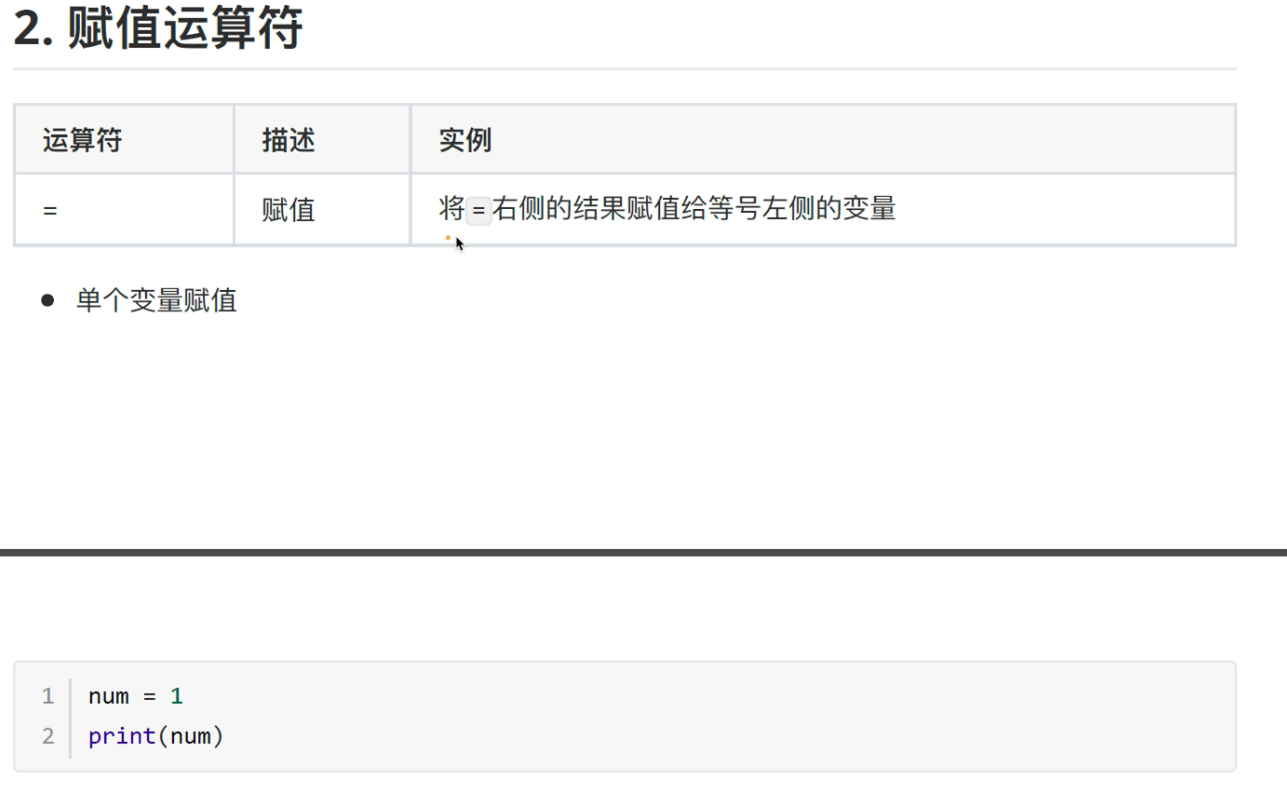 2. 赋值运算符
运算符 描述 实例
= 赋值 将=右侧的结果赋值给等号左侧的变量
● 单个变量赋值
1 num = 1
2 print(num)